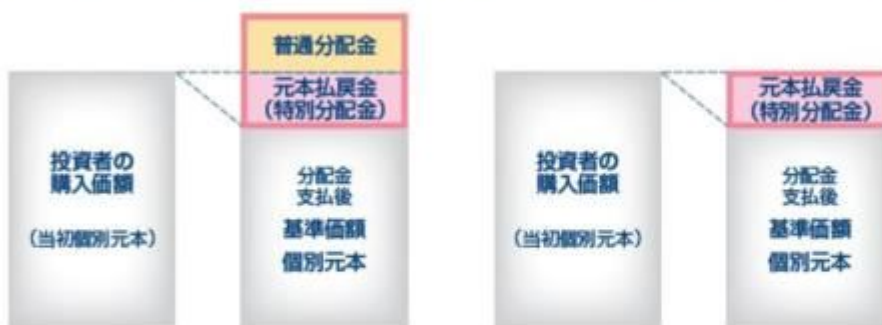 普通分配金
元本払戻金
（特別分配金）
投資者の
購入価額
（当初個別元本）
分配金
支払後
基準価額
個別元本
元本払戻金
（特別分配金）
投資者の
購入価額
（当初個別元本）
分配金
支払後
基準価額
個別元本